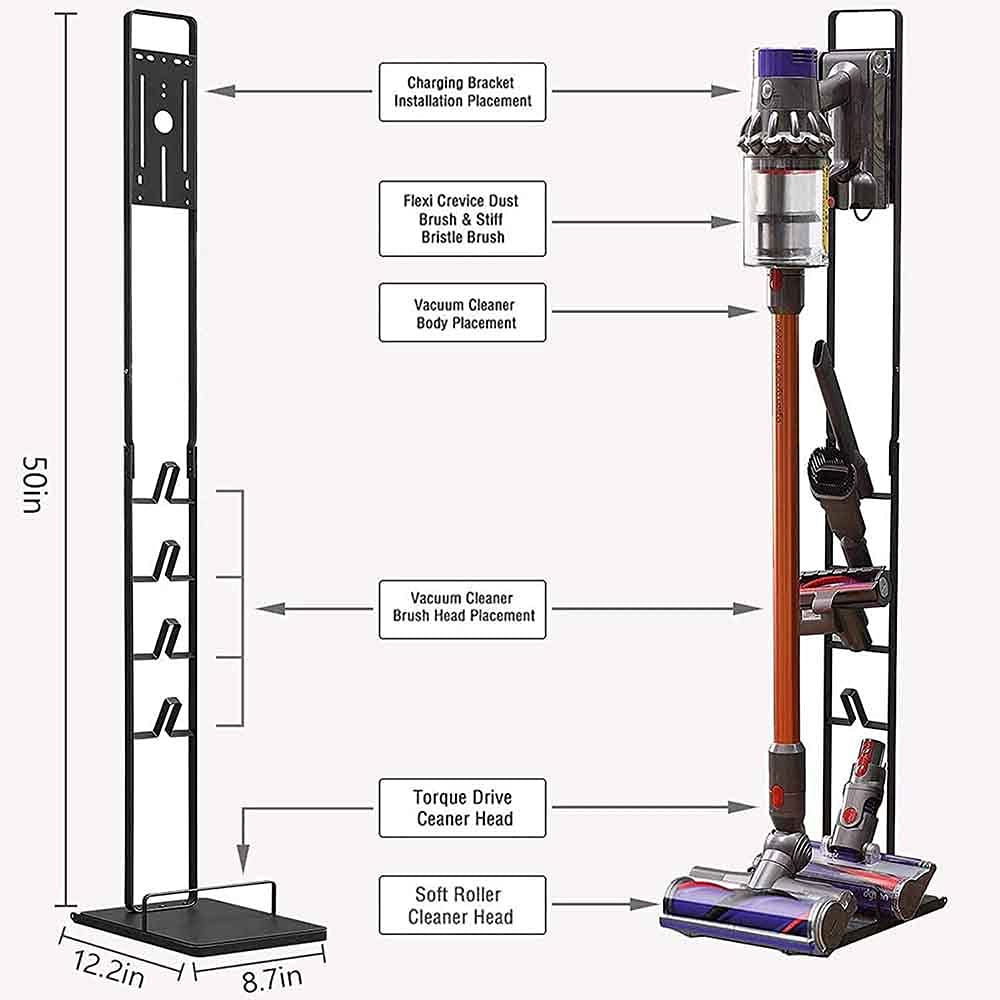 Charging Bracket
Installation Placement
Flexi Crevice Dust
Brush & Stiff
Bristle Brush
Vacuum Cleaner
Body Placement
50in
Vacuum Cleaner
Brush Head Placement
Torque Drive
Ceaner Head
Soft Roller
Cleaner Head
12.2in
8.7in
dyson